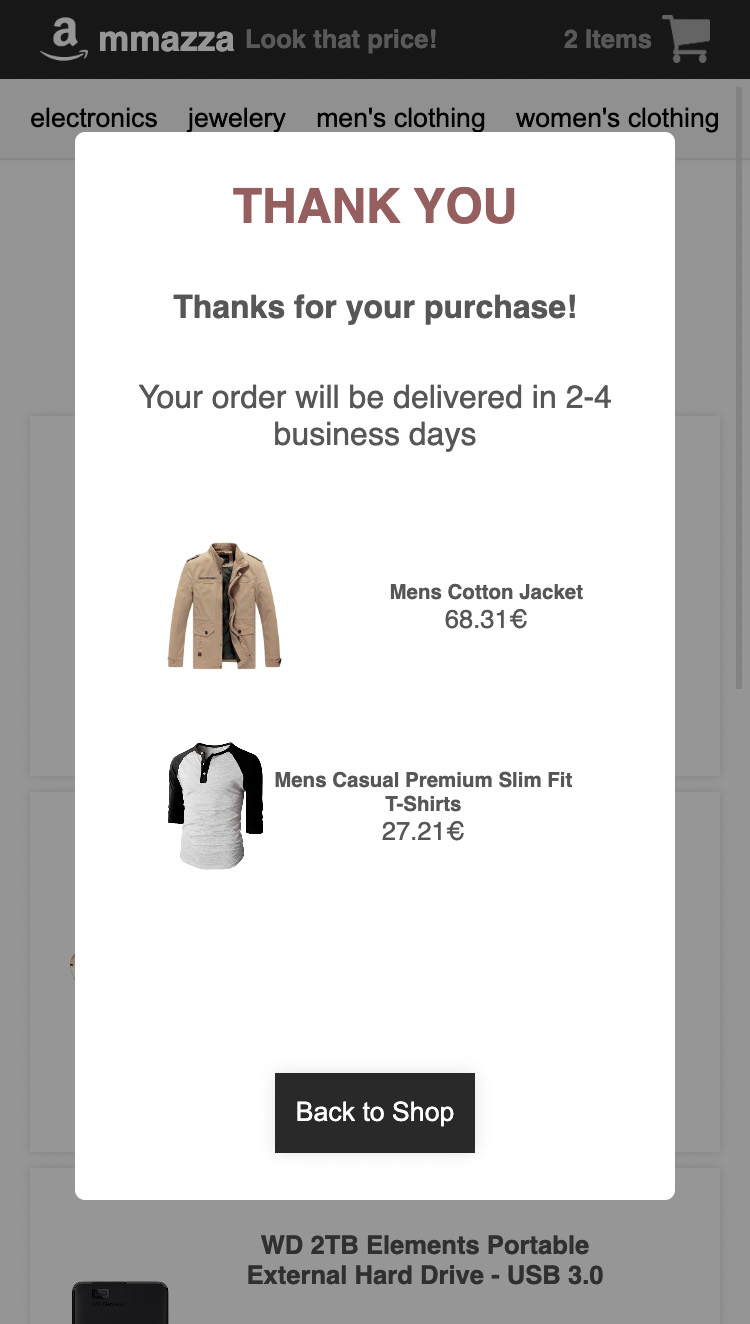 a mmazza Look that price! 2 Items
electronics jewelery men's clothing women's clothing
THANK YOU
Thanks for your purchase!
Your order will be delivered in 2-4
business days
Mens Cotton Jacket
68.31€
Mens Casual Premium Slim Fit
T-Shirts
27.21€
Back to Shop
WD 2TB Elements Portable
External Hard Drive - USB 3.0